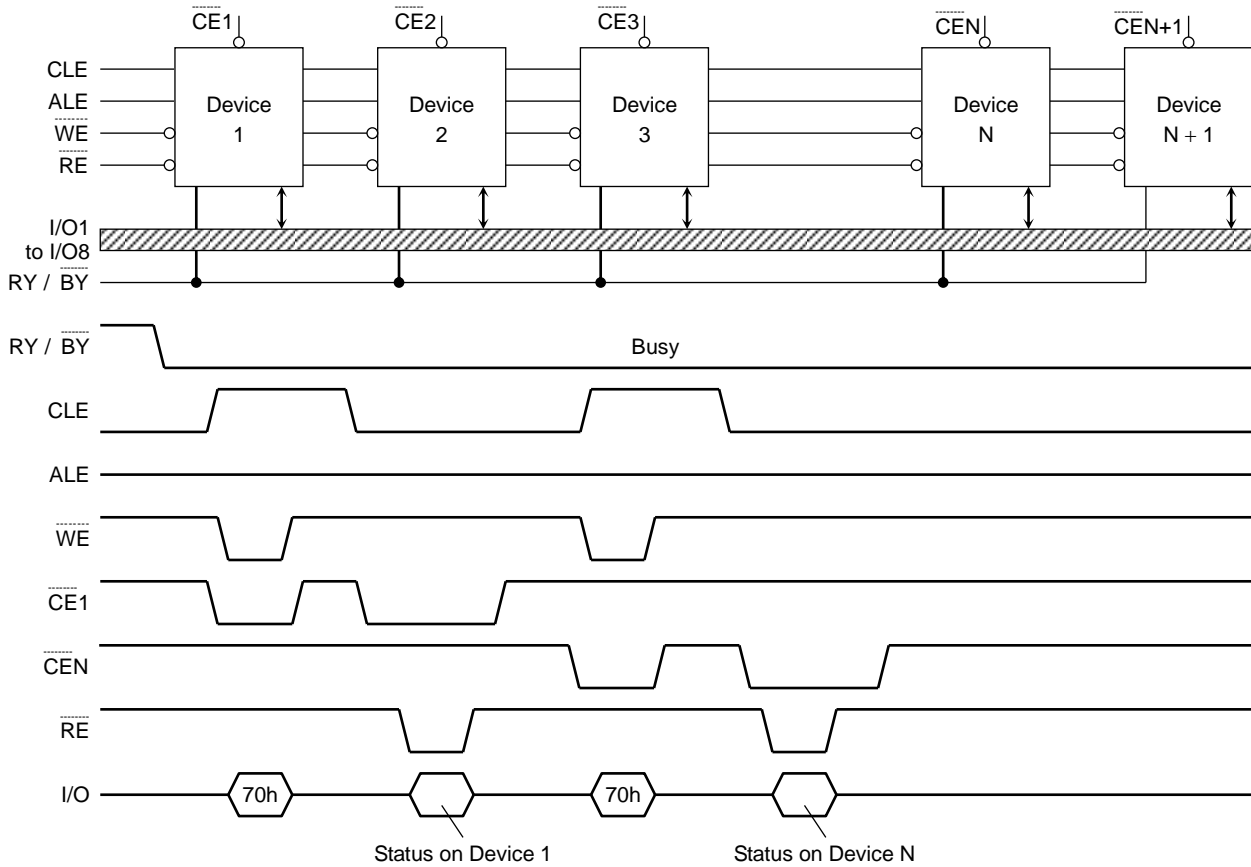 CE1 CE2 CE3 CEN CEN+1
CLE
ALE
WE
RE
Device 1
Device 2
Device 3
Device N
Device N + 1
I/O1 to I/O8
RY / BY
RY / BY
Busy
CLE
ALE
WE
CE1
CEN
RE
I/O
70h
70h
Status on Device 1
Status on Device N